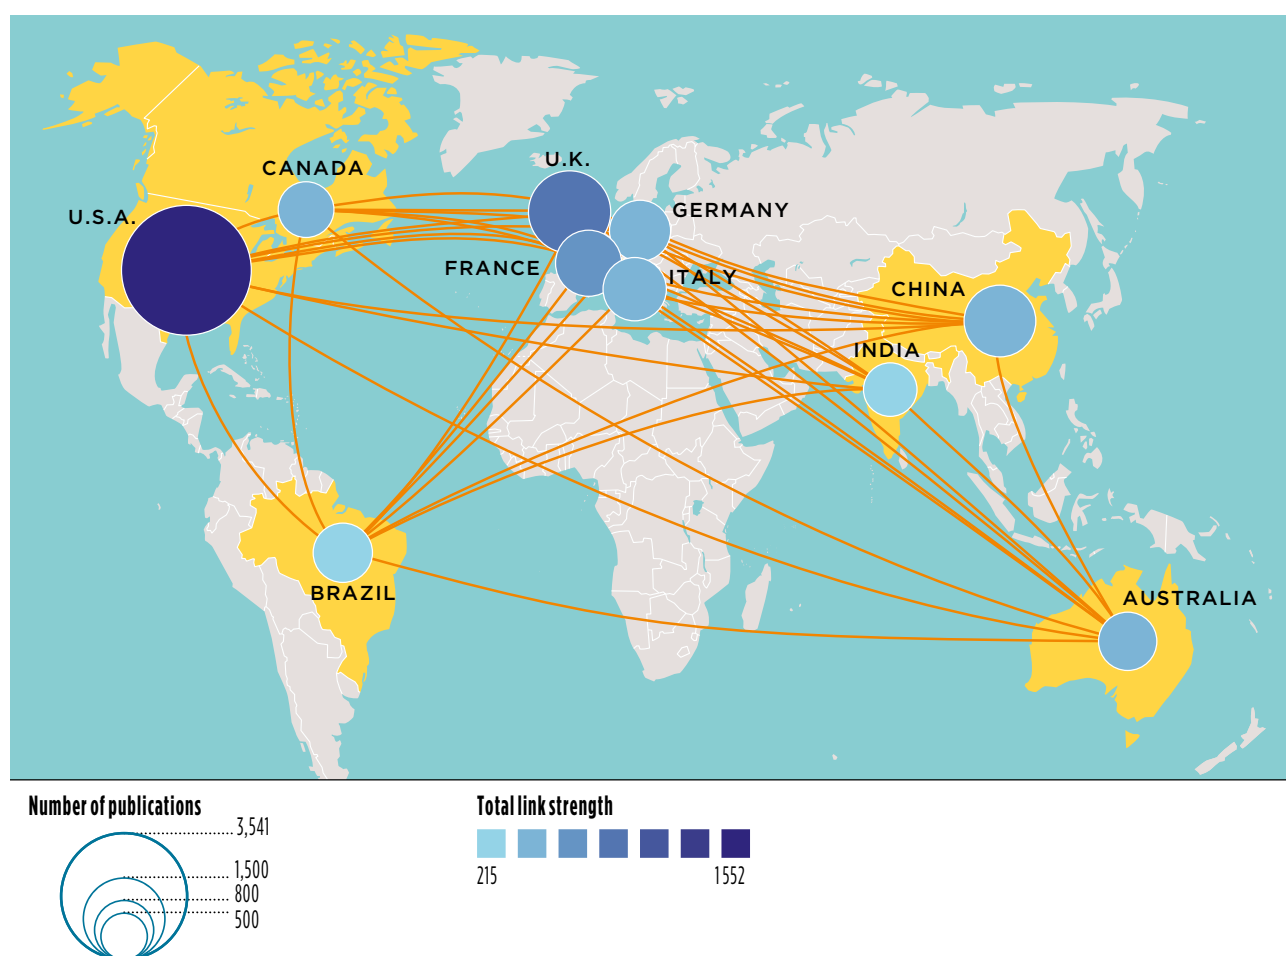 U.K.
CANADA
U.S.A.
GERMANY
FRANCE
ITALY
CHINA
INDIA
BRAZIL
AUSTRALIA
Number of publications
3,541
1,500
800
500
Total link strength
215
1552